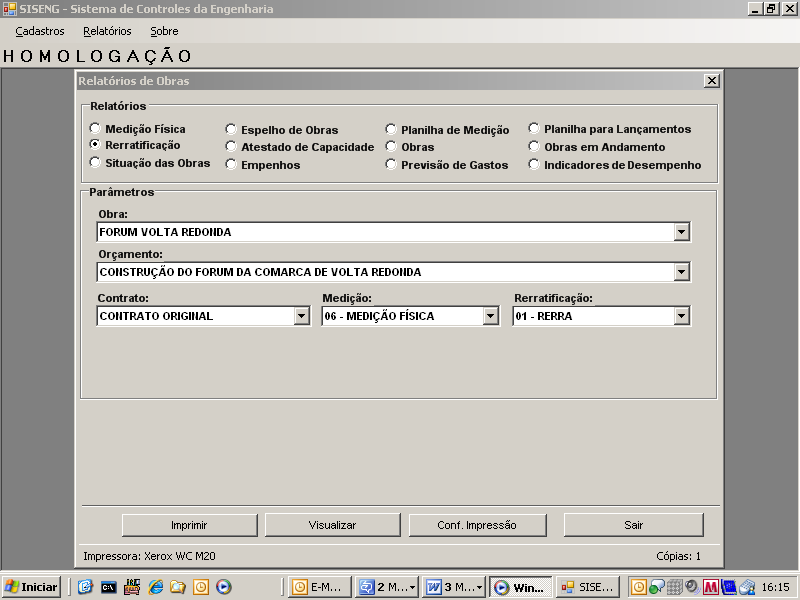 SISENG - Sistema de Controles da Engenharia
Cadastros Relatórios Sobre
HOMOLOGAÇÃO
Relatórios de Obras
Relatórios
Medição Física Espelho de Obras Planilha de Medição Planilha para Lançamentos
Rerratificação Atestado de Capacidade Obras Obras em Andamento
Situação das Obras Empenhos Previsão de Gastos Indicadores de Desempenho
Parâmetros
Obra:
FORUM VOLTA REDONDA
Orçamento:
CONSTRUÇÃO DO FORUM DA COMARCA DE VOLTA REDONDA
Contrato: Medição: Rerratificação:
CONTRATO ORIGINAL 06 - MEDIÇÃO FÍSICA 01 - RERRA
Imprimir Visualizar Conf. Impressão Sair
Impressora: Xerox WC M20 Cópias: 1
Iniciar E-M... 2 M... 3 M... Win... SISE... 16:15